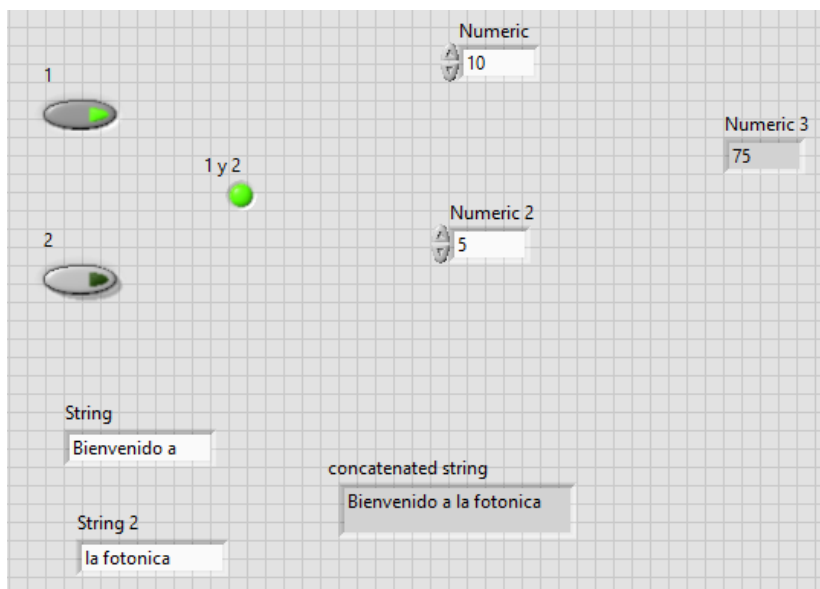 Numeric
10
1
Numeric 3
75
1 y 2
Numeric 2
5
2
String
Bienvenido a
concatenated string
Bienvenido a la fotonica
String 2
la fotonica